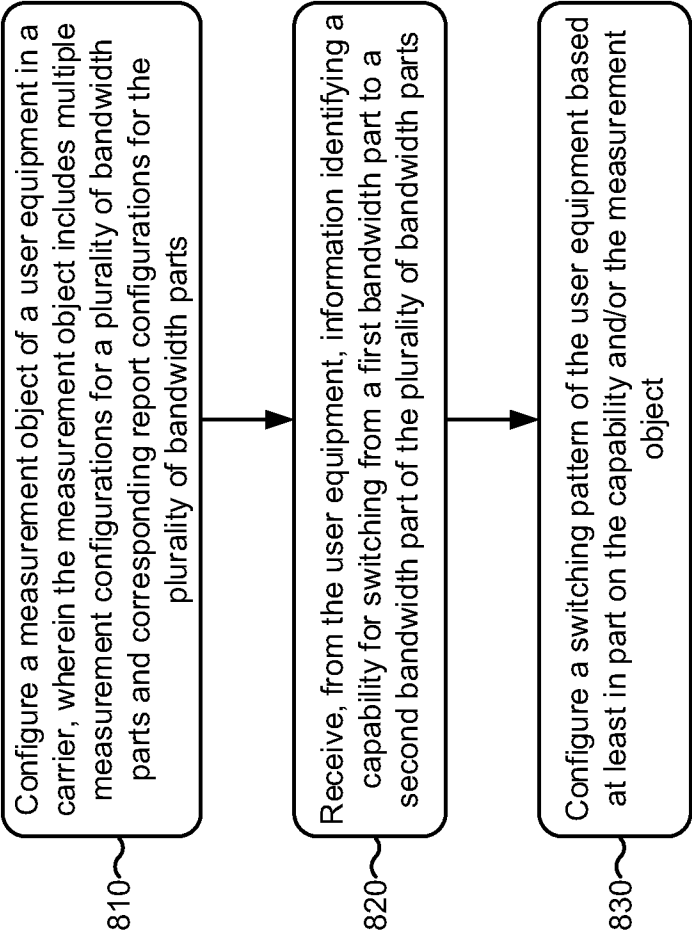 810
Configure a measurement object of a user equipment in a
carrier, wherein the measurement object includes multiple
measurement configurations for a plurality of bandwidth
parts and corresponding report configurations for the
plurality of bandwidth parts
820
Receive, from the user equipment, information identifying a
capability for switching from a first bandwidth part to a
second bandwidth part of the plurality of bandwidth parts
830
Configure a switching pattern of the user equipment based
at least in part on the capability and/or the measurement
object